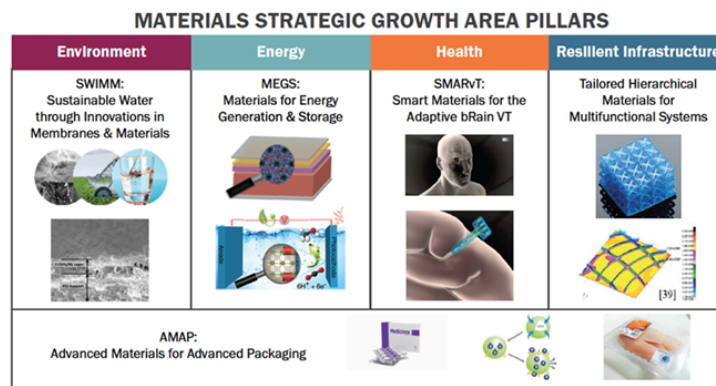 MATERIALS STRATEGIC GROWTH AREA PILLARS
Environment
Energy
Health
Resilient Infrastructure
SWIMM:
Sustainable Water
through Innovations in
Membranes & Materials
MEGS:
Materials for Energy
Generation & Storage
SMARvT:
Smart Materials for the
Adaptive bRain VT
Tailored Hierarchical
Materials for
Multifunctional Systems
6H⁺ + 6e⁻
[39]
AMAP:
Advanced Materials for Advanced Packaging